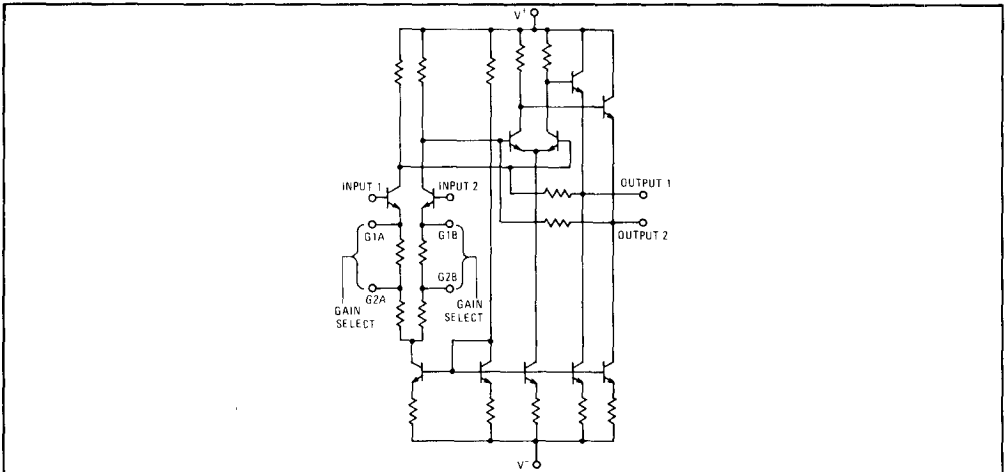 V+
INPUT 1
INPUT 2
OUTPUT 1
OUTPUT 2
G1A
G1B
G2A
G2B
GAIN
SELECT
GAIN
SELECT
V-